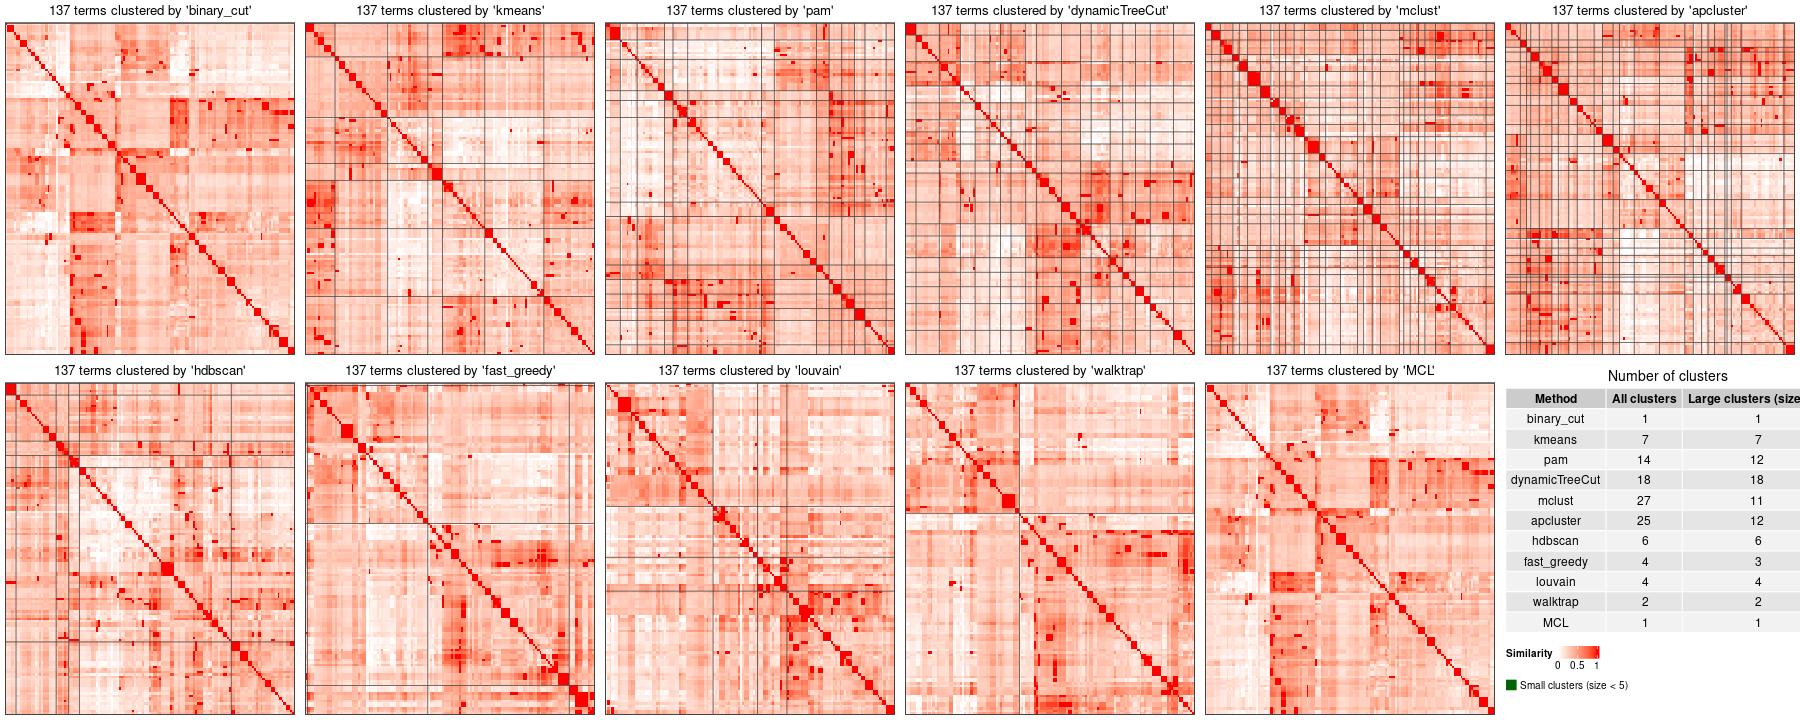 137 terms clustered by 'binary_cut'
137 terms clustered by 'kmeans'
137 terms clustered by 'pam'
137 terms clustered by 'dynamicTreeCut'
137 terms clustered by 'mclust'
137 terms clustered by 'apcluster'
137 terms clustered by 'hdbscan'
137 terms clustered by 'fast_greedy'
137 terms clustered by 'louvain'
137 terms clustered by 'walktrap'
137 terms clustered by 'MCL'
Number of clusters
Method All clusters Large clusters (size
binary_cut 1 1
kmeans 7 7
pam 14 12
dynamicTreeCut 18 18
mclust 27 11
apcluster 25 12
hdbscan 6 6
fast_greedy 4 3
louvain 4 4
walktrap 2 2
MCL 1 1
Similarity
0 0.5 1
Small clusters (size < 5)